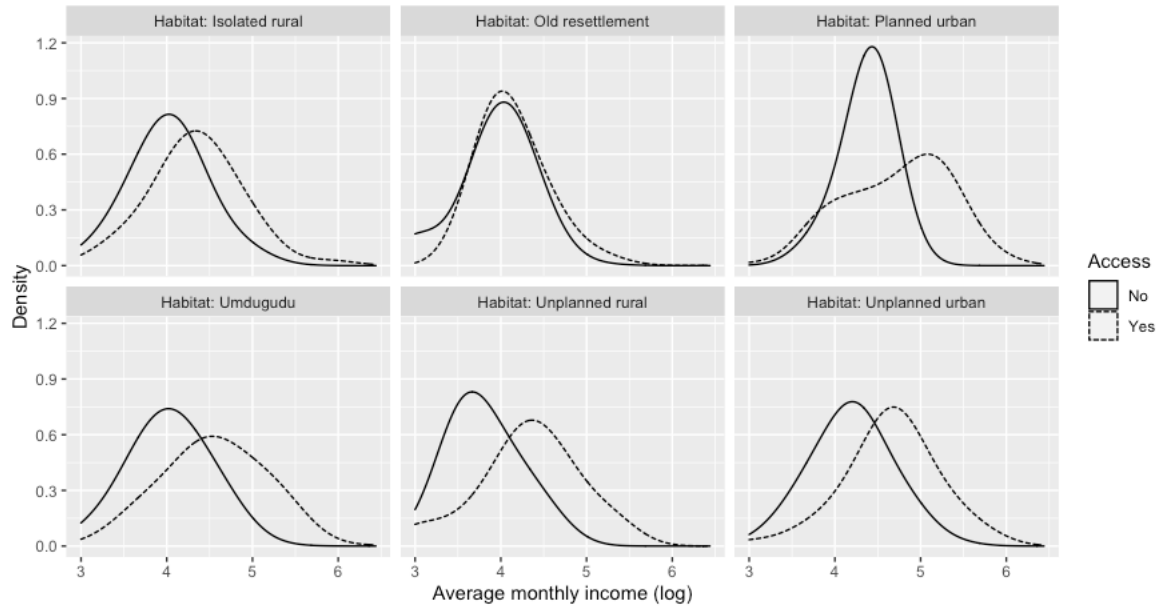 Habitat: Isolated rural
Habitat: Old resettlement
Habitat: Planned urban
1.2
0.9
0.6
0.3
0.0
Habitat: Umdugudu
Habitat: Unplanned rural
Habitat: Unplanned urban
1.2
0.9
0.6
0.3
0.0
3 4 5 6
3 4 5 6
3 4 5 6
Density
Average monthly income (log)
Access
No
Yes